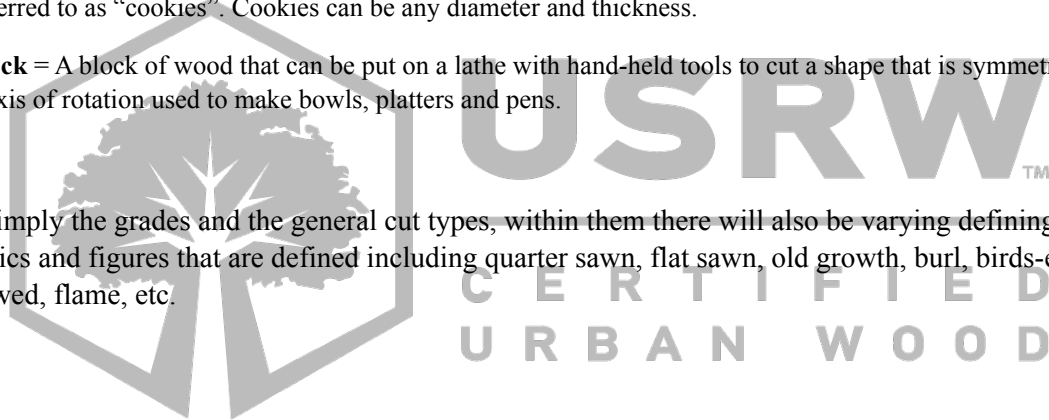 erred to as “cookies”. Cookies can be any diameter and thickness.
ck = A block of wood that can be put on a lathe with hand-held tools to cut a shape that is symmetr
xis of rotation used to make bowls, platters and pens.
USRW™
imply the grades and the general cut types, within them there will also be varying defining
ics and figures that are defined including quarter sawn, flat sawn, old growth, burl, birds-e
wed, flame, etc.
CERTIFIED
URBAN WOOD